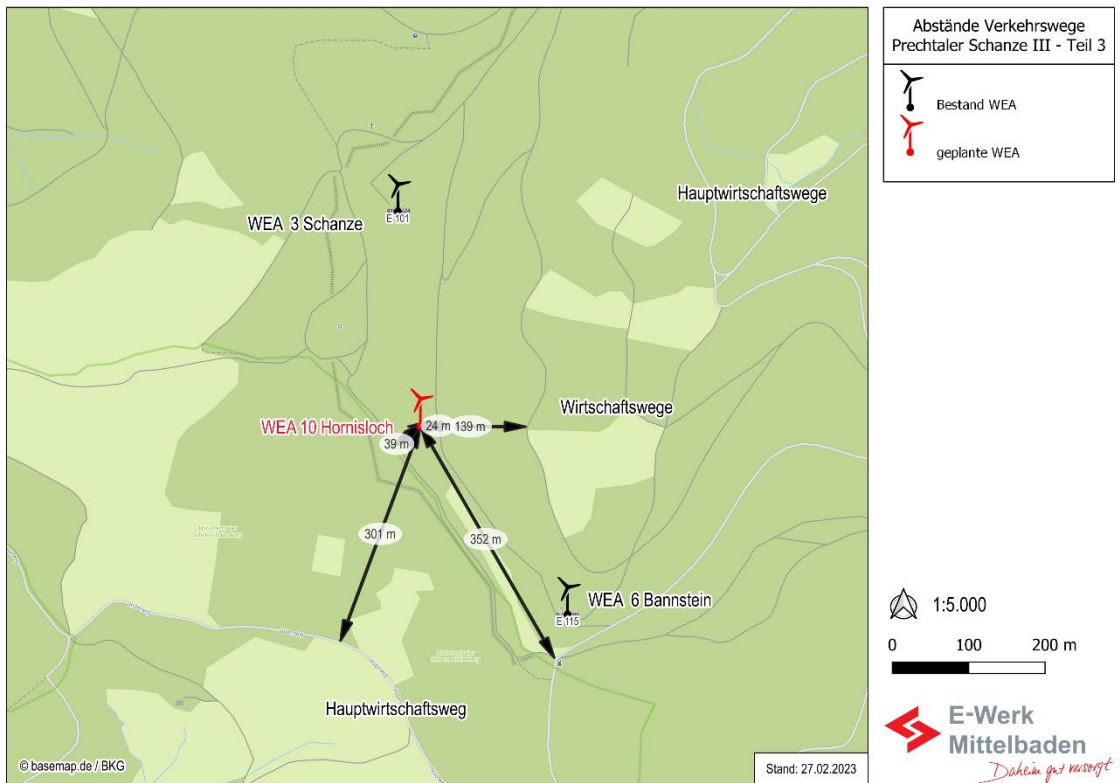 Abstände Verkehrswege
Prechtaler Schanze III - Teil 3
Bestand WEA
geplante WEA
Hauptwirtschaftswege
WEA 3 Schanze
E 101
Wirtschaftswege
WEA 10 Hornisloch
24 m
139 m
39 m
301 m
352 m
WEA 6 Bannstein
E 115
Hauptwirtschaftsweg
1:5.000
0 100 200 m
E-Werk
Mittelbaden
Daheim gut versorgt
© basemap.de / BKG
Stand: 27.02.2023